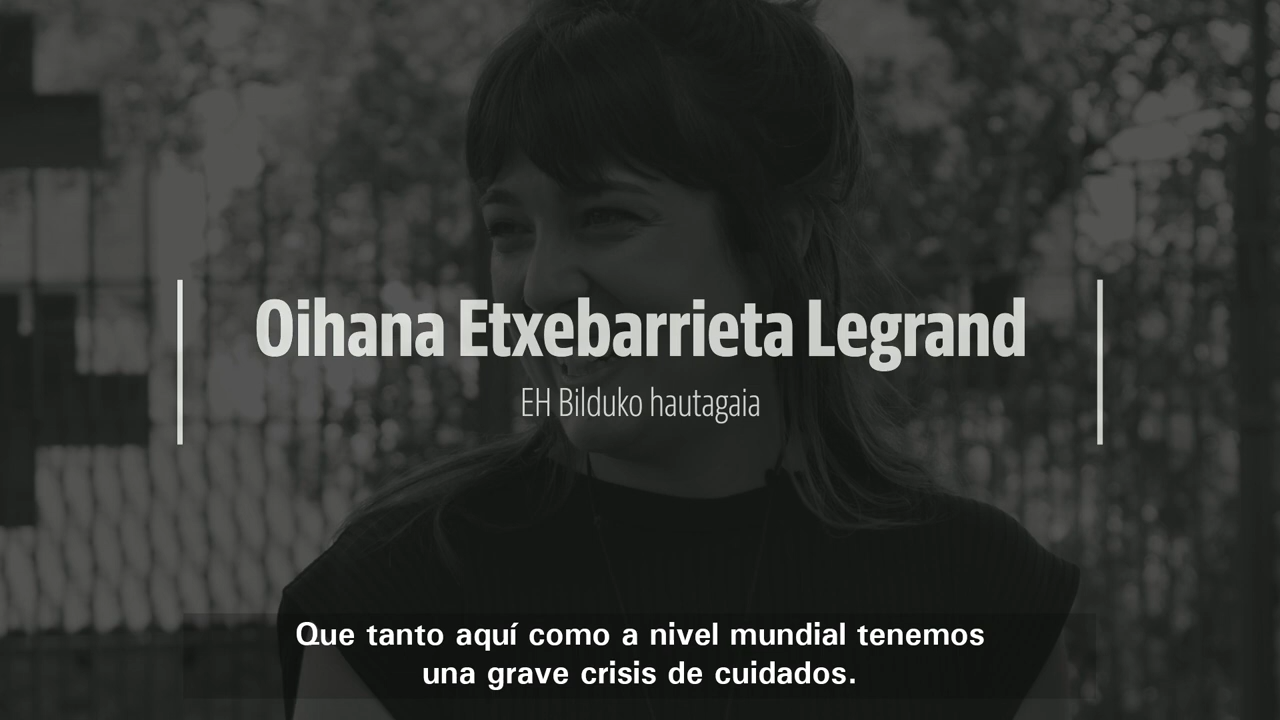 Oihana Etxebarrieta Legrand
EH Bilduko hautagaia
Que tanto aquí como a nivel mundial tenemos
una grave crisis de cuidados.